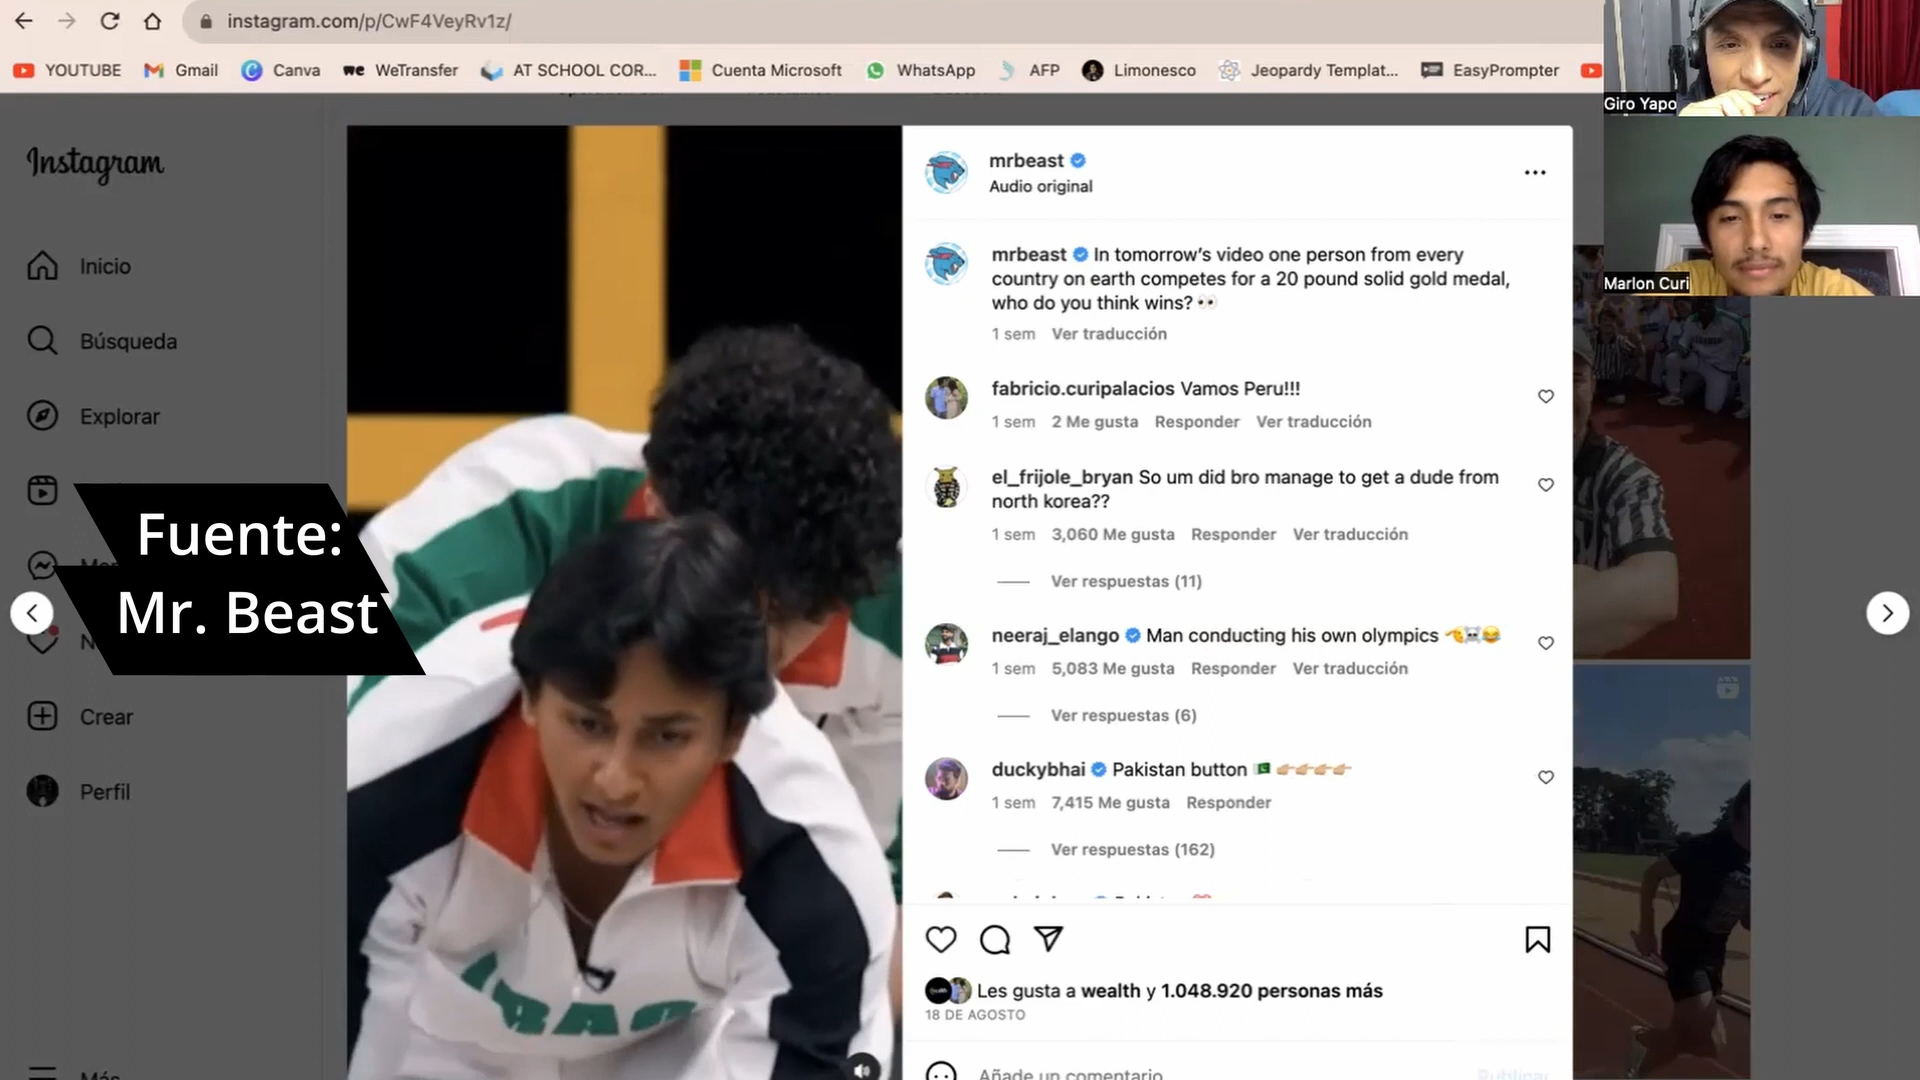 instagram.com/p/CwF4VeyRv1z/
YOUTUBE
Gmail
Canva
we WeTransfer
AT SCHOOL COR...
Cuenta Microsoft
WhatsApp
AFP
Limonesco
Jeopardy Templat...
EasyPrompter
Giro Yapo
Marlon Curi
Instagram
Inicio
Búsqueda
Explorar
Crear
Perfil
Más
Fuente:
Mr. Beast
mrbeast
Audio original
mrbeast In tomorrow's video one person from every
country on earth competes for a 20 pound solid gold medal,
who do you think wins? 👀
1 sem Ver traducción
fabricio.curipalacios Vamos Peru!!!
1 sem 2 Me gusta Responder Ver traducción
el_frijole_bryan So um did bro manage to get a dude from
north korea??
1 sem 3,060 Me gusta Responder Ver traducción
Ver respuestas (11)
neeraj_elango Man conducting his own olympics 🤏☠️😂
1 sem 5,083 Me gusta Responder Ver traducción
Ver respuestas (6)
duckybhai Pakistan button 🇵🇰 👉🏼👉🏼👉🏼👉🏼
1 sem 7,415 Me gusta Responder
Ver respuestas (162)
Les gusta a wealth y 1.048.920 personas más
18 DE AGOSTO
Añade un comentario
Publicar